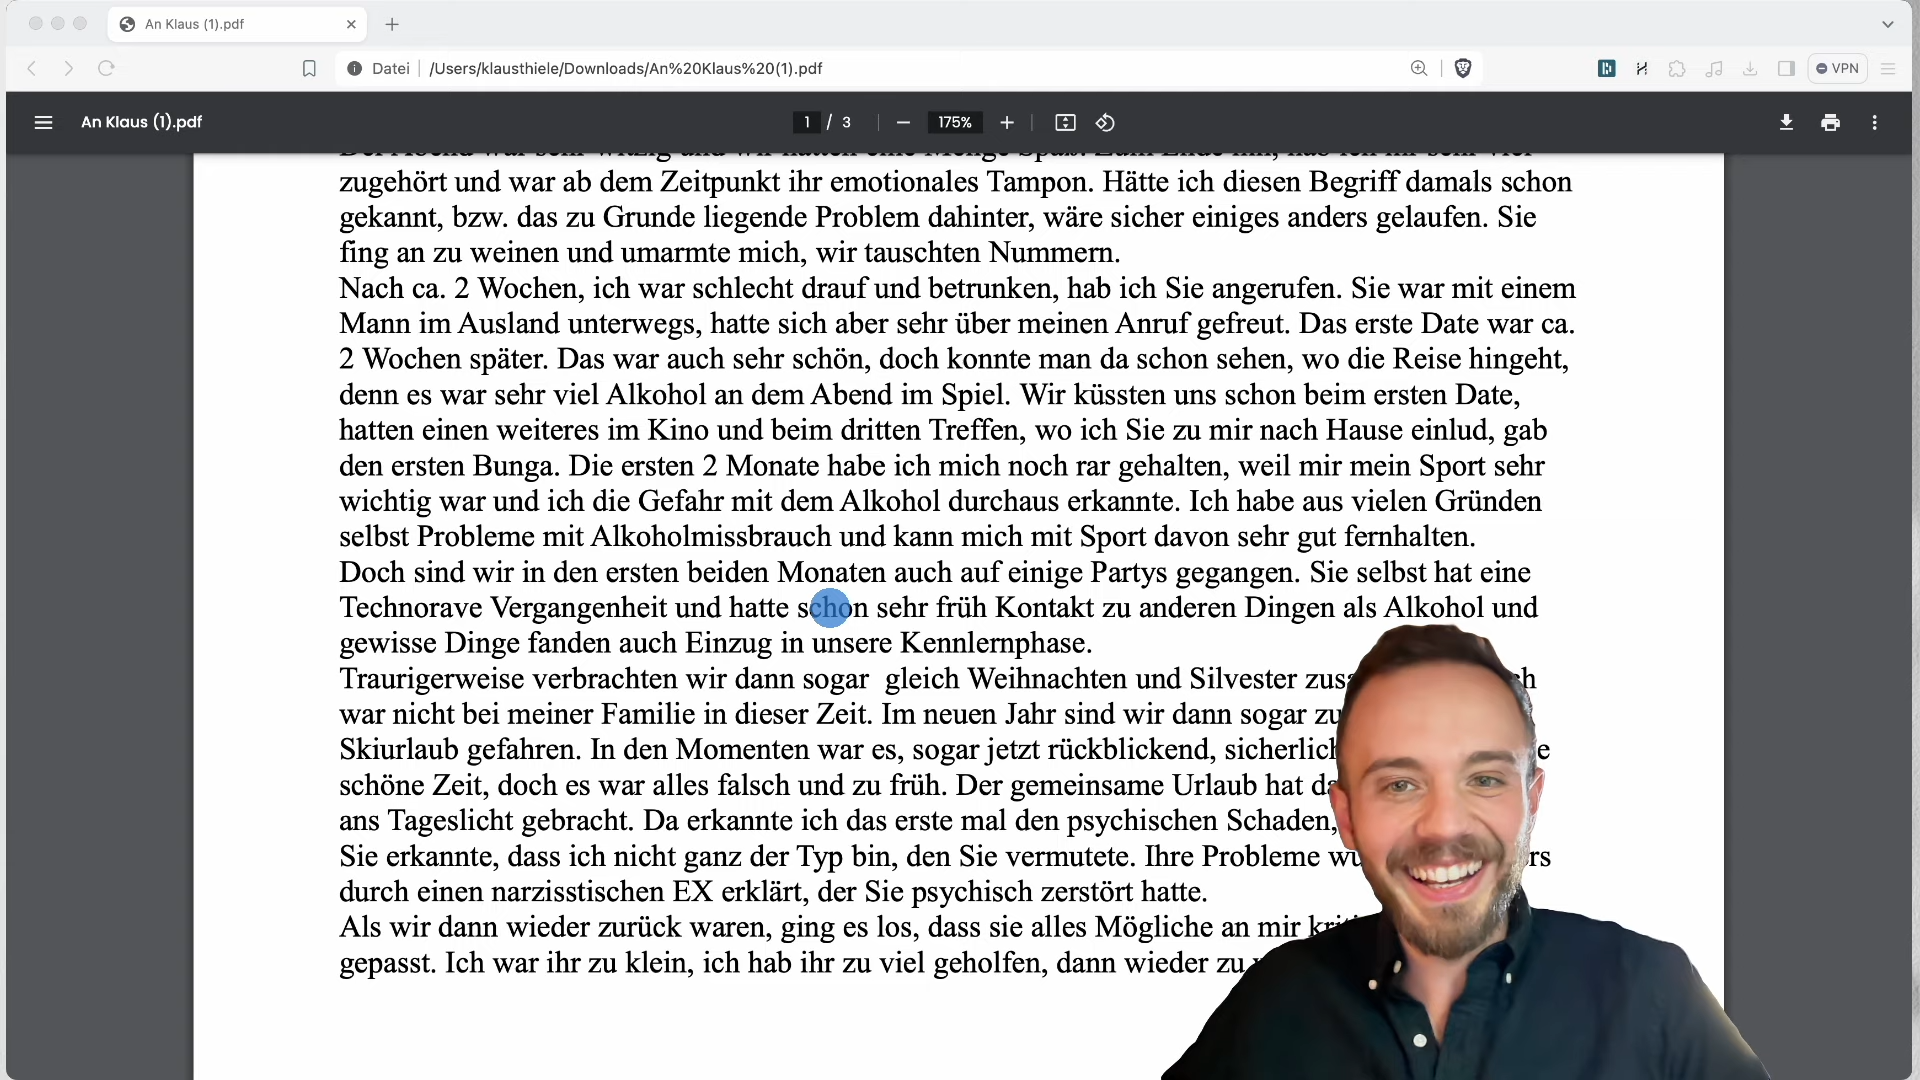 An Klaus (1).pdf
Datei /Users/klausthiele/Downloads/An%20Klaus%20(1).pdf
VPN
An Klaus (1).pdf 1 / 3 175%
zugehört und war ab dem Zeitpunkt ihr emotionales Tampon. Hätte ich diesen Begriff damals schon
gekannt, bzw. das zu Grunde liegende Problem dahinter, wäre sicher einiges anders gelaufen. Sie
fing an zu weinen und umarmte mich, wir tauschten Nummern.
Nach ca. 2 Wochen, ich war schlecht drauf und betrunken, hab ich Sie angerufen. Sie war mit einem
Mann im Ausland unterwegs, hatte sich aber sehr über meinen Anruf gefreut. Das erste Date war ca.
2 Wochen später. Das war auch sehr schön, doch konnte man da schon sehen, wo die Reise hingeht,
denn es war sehr viel Alkohol an dem Abend im Spiel. Wir küssten uns schon beim ersten Date,
hatten einen weiteres im Kino und beim dritten Treffen, wo ich Sie zu mir nach Hause einlud, gab
den ersten Bunga. Die ersten 2 Monate habe ich mich noch rar gehalten, weil mir mein Sport sehr
wichtig war und ich die Gefahr mit dem Alkohol durchaus erkannte. Ich habe aus vielen Gründen
selbst Probleme mit Alkoholmissbrauch und kann mich mit Sport davon sehr gut fernhalten.
Doch sind wir in den ersten beiden Monaten auch auf einige Partys gegangen. Sie selbst hat eine
Technorave Vergangenheit und hatte schon sehr früh Kontakt zu anderen Dingen als Alkohol und
gewisse Dinge fanden auch Einzug in unsere Kennlernphase.
Traurigerweise verbrachten wir dann sogar gleich Weihnachten und Silvester
war nicht bei meiner Familie in dieser Zeit. Im neuen Jahr sind wir dann sogar
Skiurlaub gefahren. In den Momenten war es, sogar jetzt rückblickend, sicherlich
schöne Zeit, doch es war alles falsch und zu früh. Der gemeinsame Urlaub hat
ans Tageslicht gebracht. Da erkannte ich das erste mal den psychischen Schaden,
Sie erkannte, dass ich nicht ganz der Typ bin, den Sie vermutete. Ihre Probleme
durch einen narzisstischen EX erklärt, der Sie psychisch zerstört hatte.
Als wir dann wieder zurück waren, ging es los, dass sie alles Mögliche an mir
gepasst. Ich war ihr zu klein, ich hab ihr zu viel geholfen, dann wieder zu